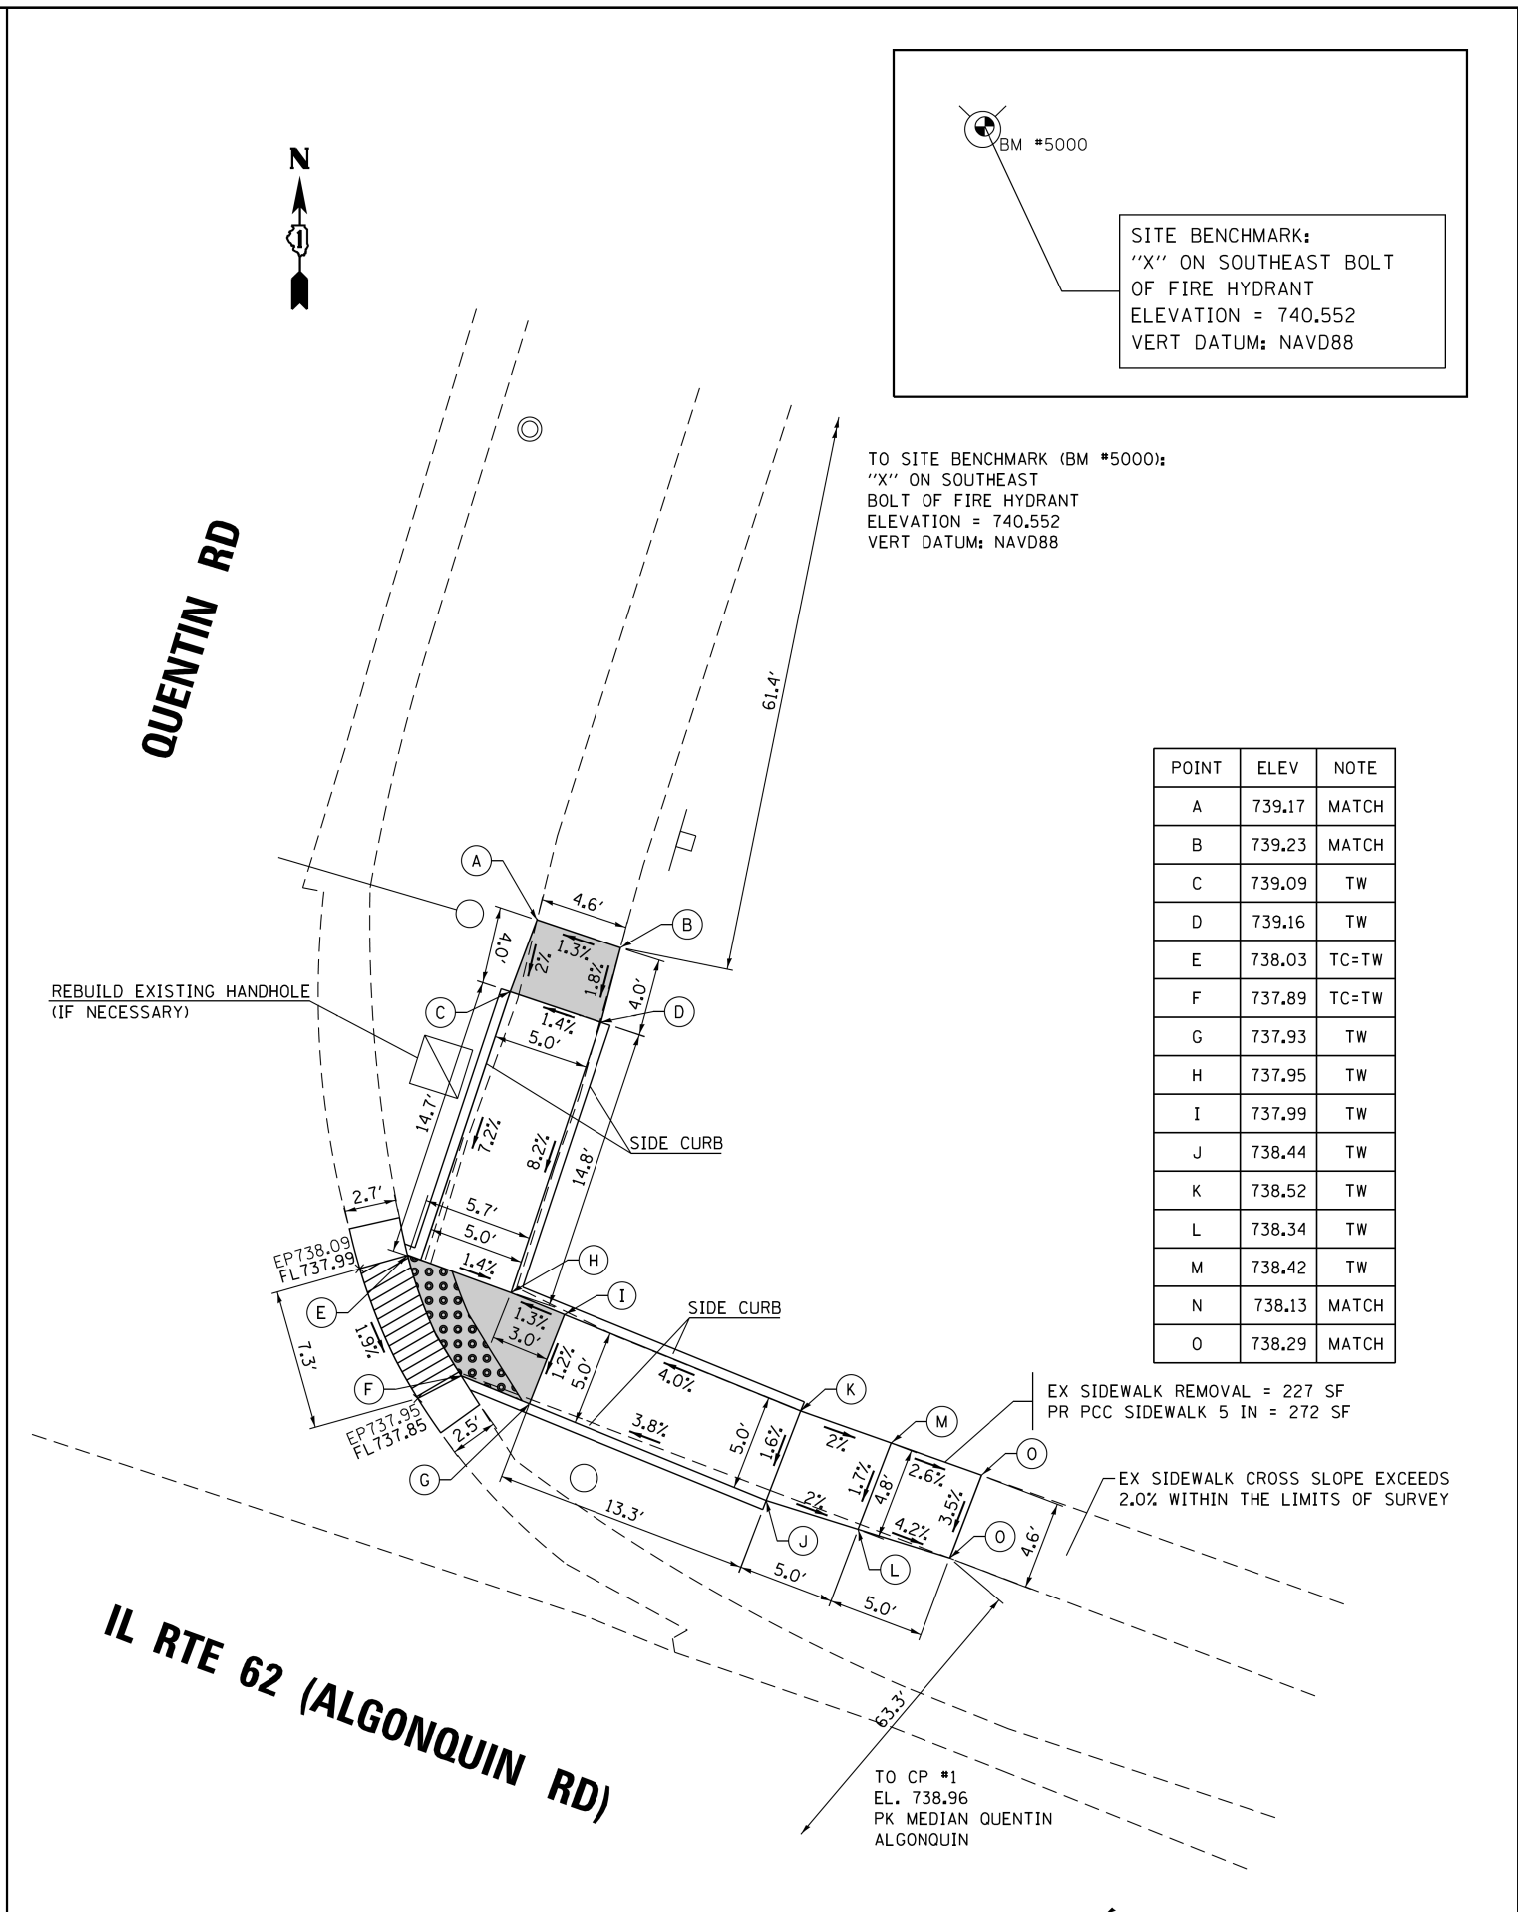 BM #5000
SITE BENCHMARK:
''X'' ON SOUTHEAST BOLT
OF FIRE HYDRANT
ELEVATION = 740.552
VERT DATUM: NAVD88
N
1
TO SITE BENCHMARK (BM #5000):
''X'' ON SOUTHEAST
BOLT OF FIRE HYDRANT
ELEVATION = 740.552
VERT DATUM: NAVD88
QUENTIN RD
61.4'
POINT ELEV NOTE
A 739.17 MATCH
B 739.23 MATCH
C 739.09 TW
D 739.16 TW
E 738.03 TC=TW
F 737.89 TC=TW
G 737.93 TW
H 737.95 TW
I 737.99 TW
J 738.44 TW
K 738.52 TW
L 738.34 TW
M 738.42 TW
N 738.13 MATCH
O 738.29 MATCH
A
4.6'
B
4.0'
1.3%
2%
1.8%
4.0'
REBUILD EXISTING HANDHOLE
(IF NECESSARY)
C
D
1.4%
5.0'
14.7'
7.2%
8.2%
SIDE CURB
14.8'
2.7'
5.7'
5.0'
1.4%
H
EP738.09
FL737.99
E
I
SIDE CURB
1.3%
3.0'
1.2%
5.0'
7.3'
1.9%
F
4.0%
K
3.8%
5.0'
1.6%
2%
M
EX SIDEWALK REMOVAL = 227 SF
PR PCC SIDEWALK 5 IN = 272 SF
EP737.95
FL737.85
2.5'
G
1.7%
4.8'
2.6%
O
3.5%
EX SIDEWALK CROSS SLOPE EXCEEDS
2.0% WITHIN THE LIMITS OF SURVEY
13.3'
2%
4.2%
J
L
O
4.6'
5.0'
5.0'
IL RTE 62 (ALGONQUIN RD)
63.3'
TO CP #1
EL. 738.96
PK MEDIAN QUENTIN
ALGONQUIN